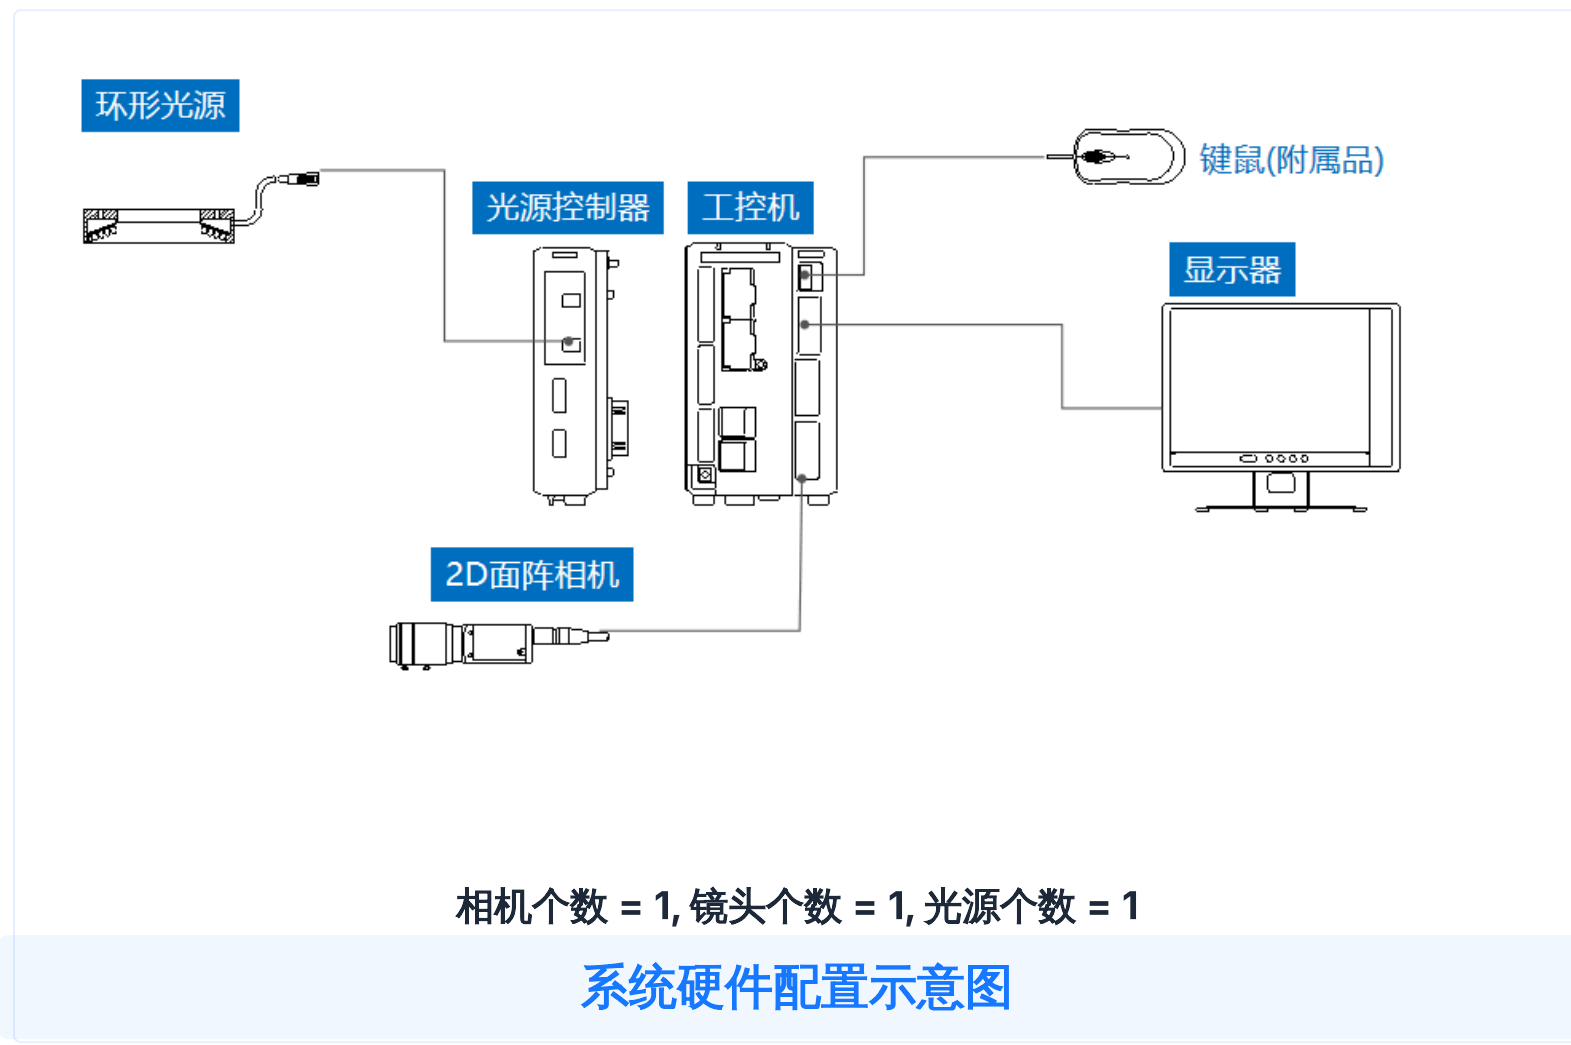 环形光源
键鼠(附属品)
光源控制器
工控机
显示器
2D面阵相机
相机个数 = 1, 镜头个数 = 1, 光源个数 = 1
系统硬件配置示意图